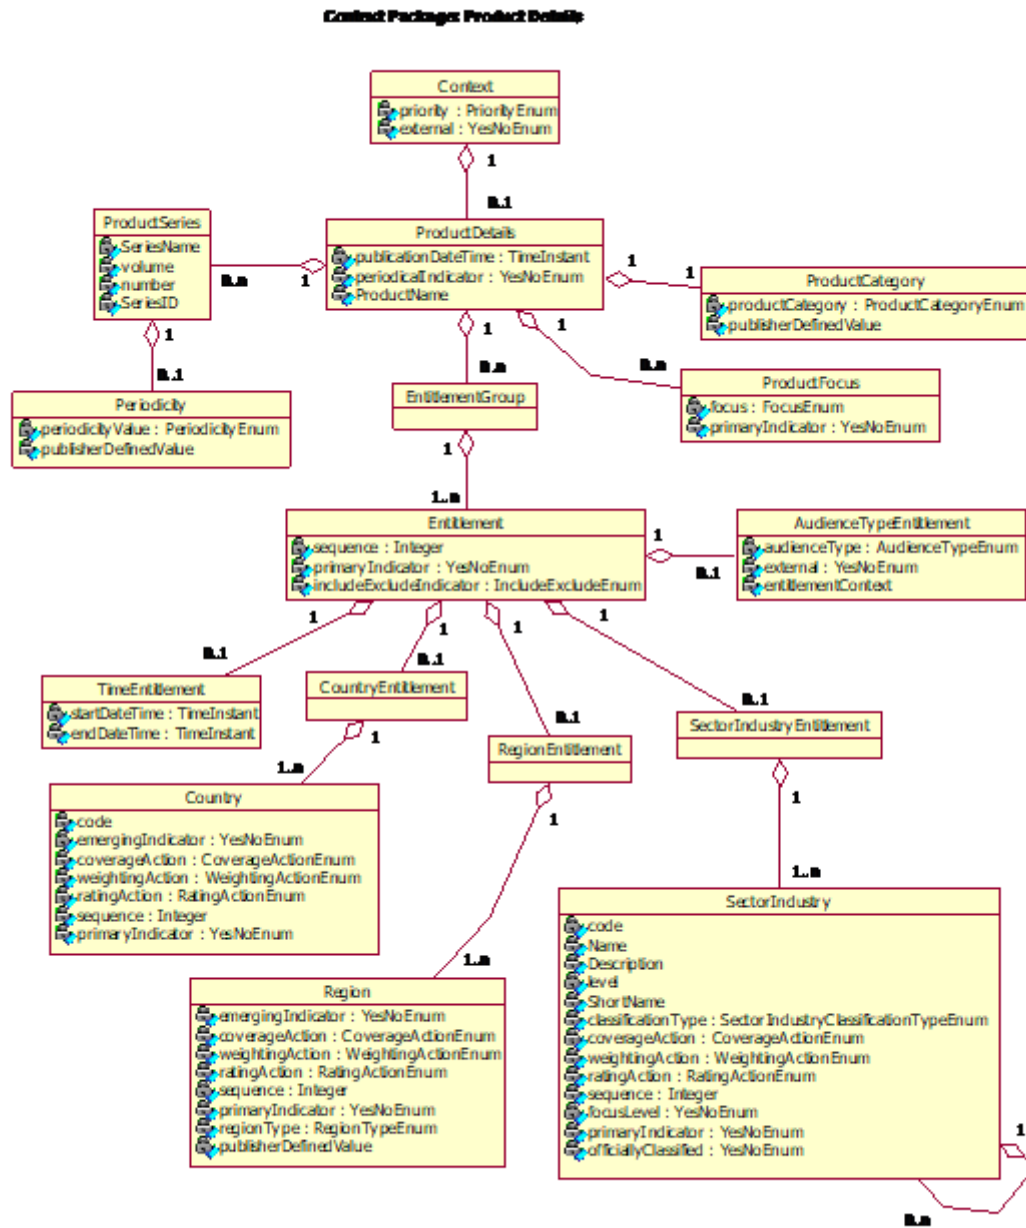 Context Package: Product Details
Context
priority : PriorityEnum
external : YesNoEnum
1
0..1
ProductSeries
SeriesName
volume
number
SeriesID
0..n
1
ProductDetails
publicationDateTime : TimeInstant
periodicalIndicator : YesNoEnum
ProductName
1
1
ProductCategory
productCategory : ProductCategoryEnum
publisherDefinedValue
1
0..1
1
0..n
1
0..n
Periodicity
periodicityValue : PeriodicityEnum
publisherDefinedValue
EntitlementGroup
ProductFocus
focus : FocusEnum
primaryIndicator : YesNoEnum
1
1..n
Entitlement
sequence : Integer
primaryIndicator : YesNoEnum
includeExcludeIndicator : IncludeExcludeEnum
1
0..1
AudienceTypeEntitlement
audienceType : AudienceTypeEnum
external : YesNoEnum
entitlementContext
1
1
1
1
0..1
0..1
0..1
0..1
TimeEntitlement
startDateTime : TimeInstant
endDateTime : TimeInstant
CountryEntitlement
RegionEntitlement
SectorIndustryEntitlement
1
1..n
1
1
Country
code
emergingIndicator : YesNoEnum
coverageAction : CoverageActionEnum
weightingAction : WeightingActionEnum
ratingAction : RatingActionEnum
sequence : Integer
primaryIndicator : YesNoEnum
1..n
1..n
Region
emergingIndicator : YesNoEnum
coverageAction : CoverageActionEnum
weightingAction : WeightingActionEnum
ratingAction : RatingActionEnum
sequence : Integer
primaryIndicator : YesNoEnum
regionType : RegionTypeEnum
publisherDefinedValue
SectorIndustry
code
Name
Description
level
ShortName
classificationType : SectorIndustryClassificationTypeEnum
coverageAction : CoverageActionEnum
weightingAction : WeightingActionEnum
ratingAction : RatingActionEnum
sequence : Integer
focusLevel : YesNoEnum
primaryIndicator : YesNoEnum
officiallyClassified : YesNoEnum
1
0..n